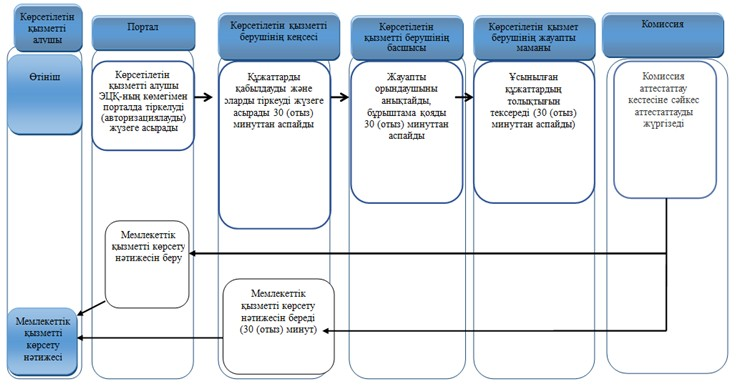 Көрсетілетін
қызметті
алушы
Портал
Көрсетілетін қызметті
берушінің кеңсесі
Көрсетілетін
қызметті берушінің
басшысы
Көрсетілетін қызмет
берушінің жауапты
маманы
Комиссия
Өтініш
Көрсетілетін
қызметті алушы
ЭЦҚ-ның көмегімен
порталда тіркелуді
(авторизациялауды)
жүзеге асырады
Құжаттарды
қабылдауды және
эларды тіркеуді жүзеге
асырады 30 (отыз)
минуттан аспайды
Жауапты
орындаушыны
анықтайды,
бұрыштама қояды
30 (отыз) минуттан
аспайды
Ұсынылған
құжаттардың
толықтығын
тексереді (30 (отыз)
минуттан аспайды)
Комиссия
аттестаттау
кестесіне сәйкес
аттестаттауды
жүргізеді
Мемлекеттік
қызметті көрсету
нәтижесін беру
Мемлекеттік
қызметті көрсету
нәтижесін береді
(30 (отыз) минут)
Мемлекеттік
қызметті
көрсету
нәтижесі